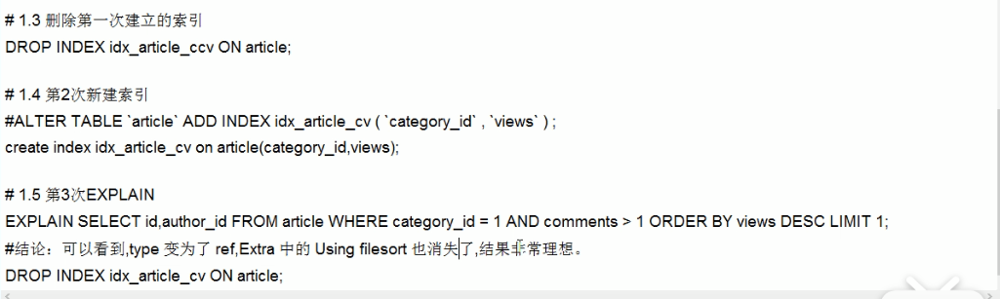 # 1.3 删除第一次建立的索引
DROP INDEX idx_article_ccv ON article;
# 1.4 第2次新建索引
#ALTER TABLE `article` ADD INDEX idx_article_cv ( `category_id` , `views` ) ;
create index idx_article_cv on article(category_id,views);
# 1.5 第3次EXPLAIN
EXPLAIN SELECT id,author_id FROM article WHERE category_id = 1 AND comments > 1 ORDER BY views DESC LIMIT 1;
#结论：可以看到,type 变为了 ref,Extra 中的 Using filesort 也消失了,结果非常理想。
DROP INDEX idx_article_cv ON article;